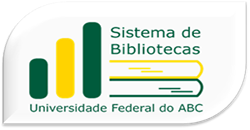 Sistema de
Bibliotecas
Universidade Federal do ABC